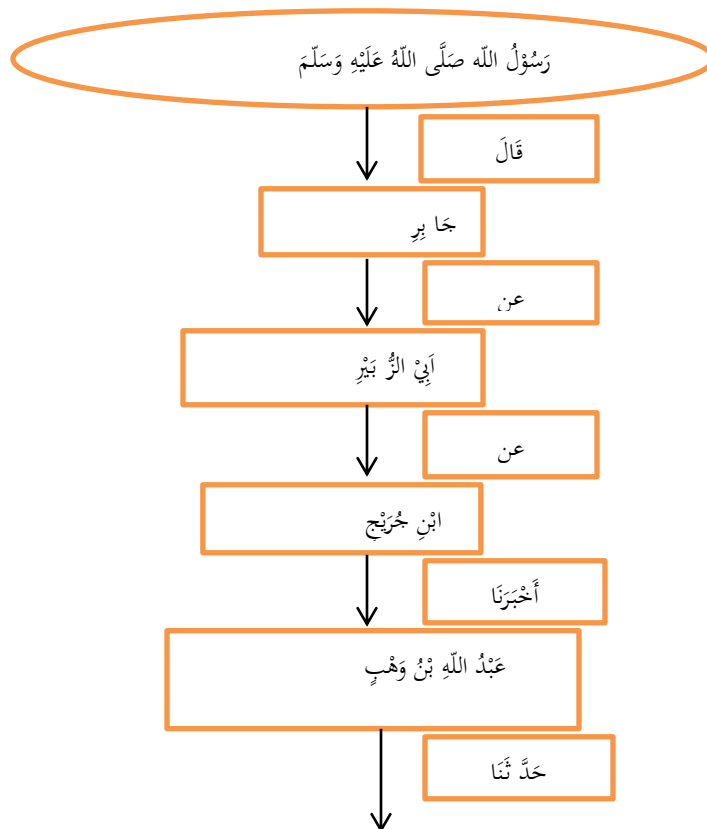 رَسُوْلُ اللّه صَلَّى اللّهُ عَلَيْهِ وَسَلّمَ
قَالَ
جَا بِرِ
عن
اَبِيْ الزُّ بَيْرِ
عن
ابْنِ جُرَيْجٍ
أَخْبَرَنَا
عَبْدُ اللّهِ بْنُ وَهْبٍ
حَدَّ ثَنَا